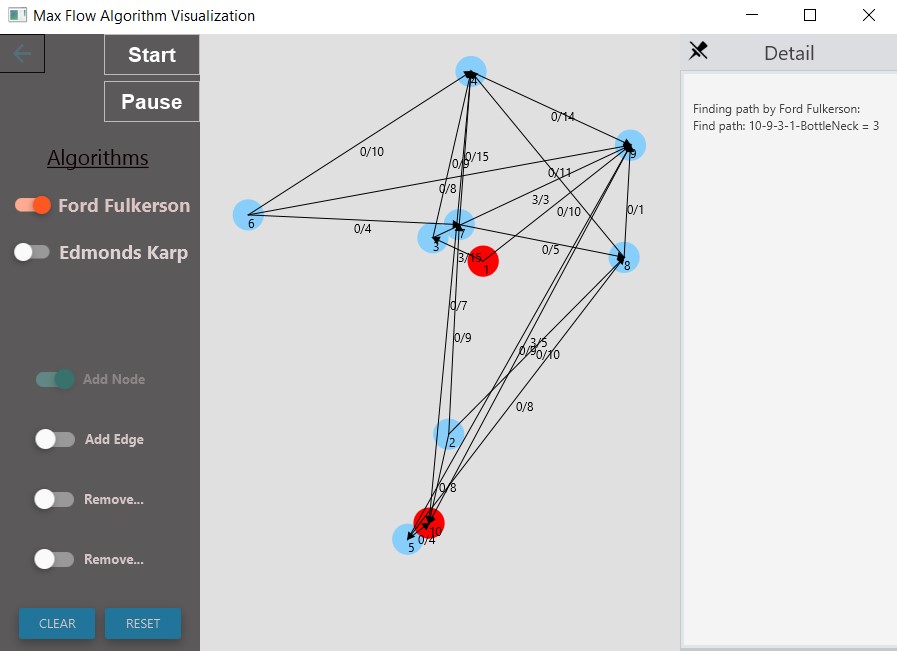 Max Flow Algorithm Visualization
Start
Pause
Algorithms
Ford Fulkerson
Edmonds Karp
Add Node
Add Edge
Remove...
Remove...
CLEAR
RESET
4
0/14
9
0/10
0/15
0/9
0/11
0/8
3/3
0/10
0/1
6
0/4
7
3
0/5
3/15
1
8
0/7
0/9
3/5
0/9
0/10
0/8
2
0/8
10
0/4
5
Detail
Finding path by Ford Fulkerson:
Find path: 10-9-3-1-BottleNeck = 3